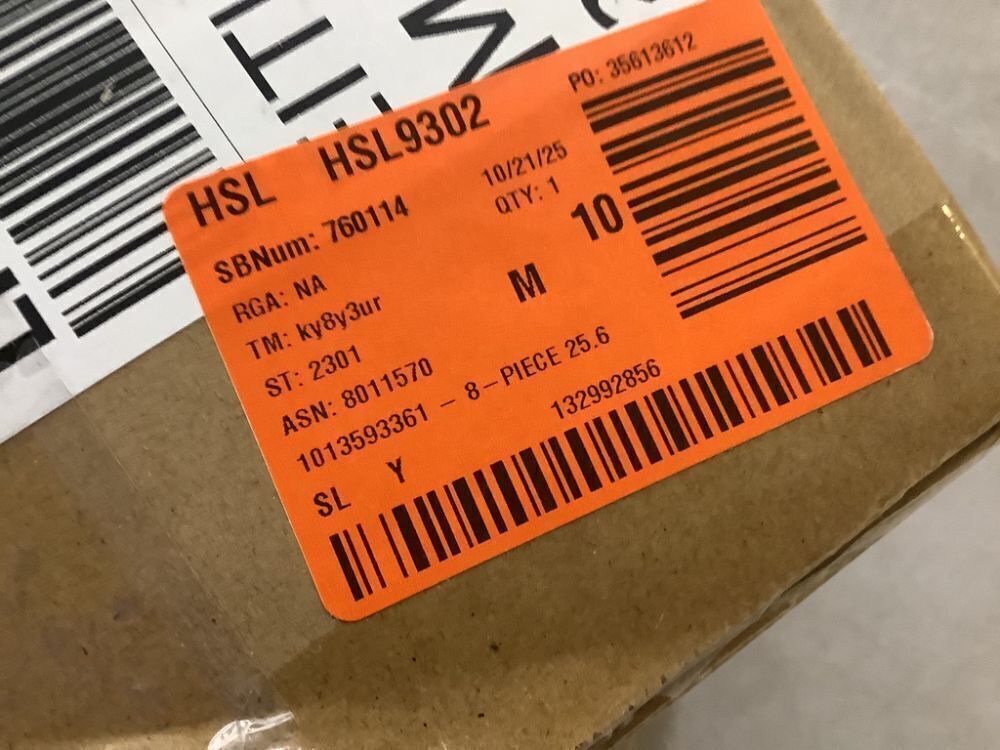 HSL HSL9302
PO: 35613612
SBNum: 760114
10/21/25
RGA: NA
QTY: 1
10
TM: ky8y3ur
M
ST: 2301
ASN: 8011570
1013593361 - 8-PIECE 25.6
SL Y
132992856